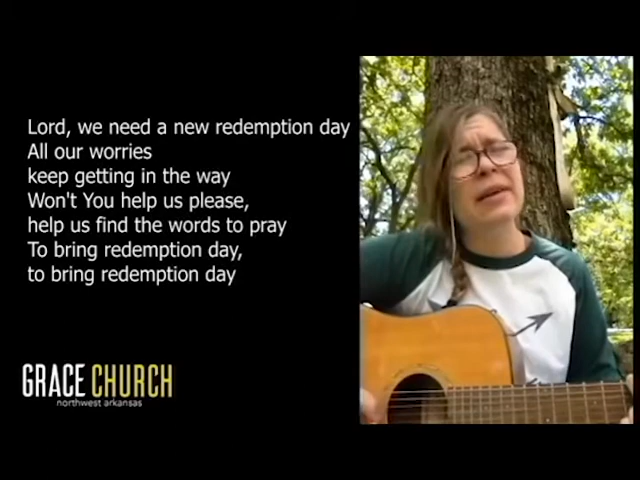 Lord, we need a new redemption day
All our worries
keep getting in the way
Won't You help us please,
help us find the words to pray
To bring redemption day,
to bring redemption day
GRACE CHURCH
northwest arkansas